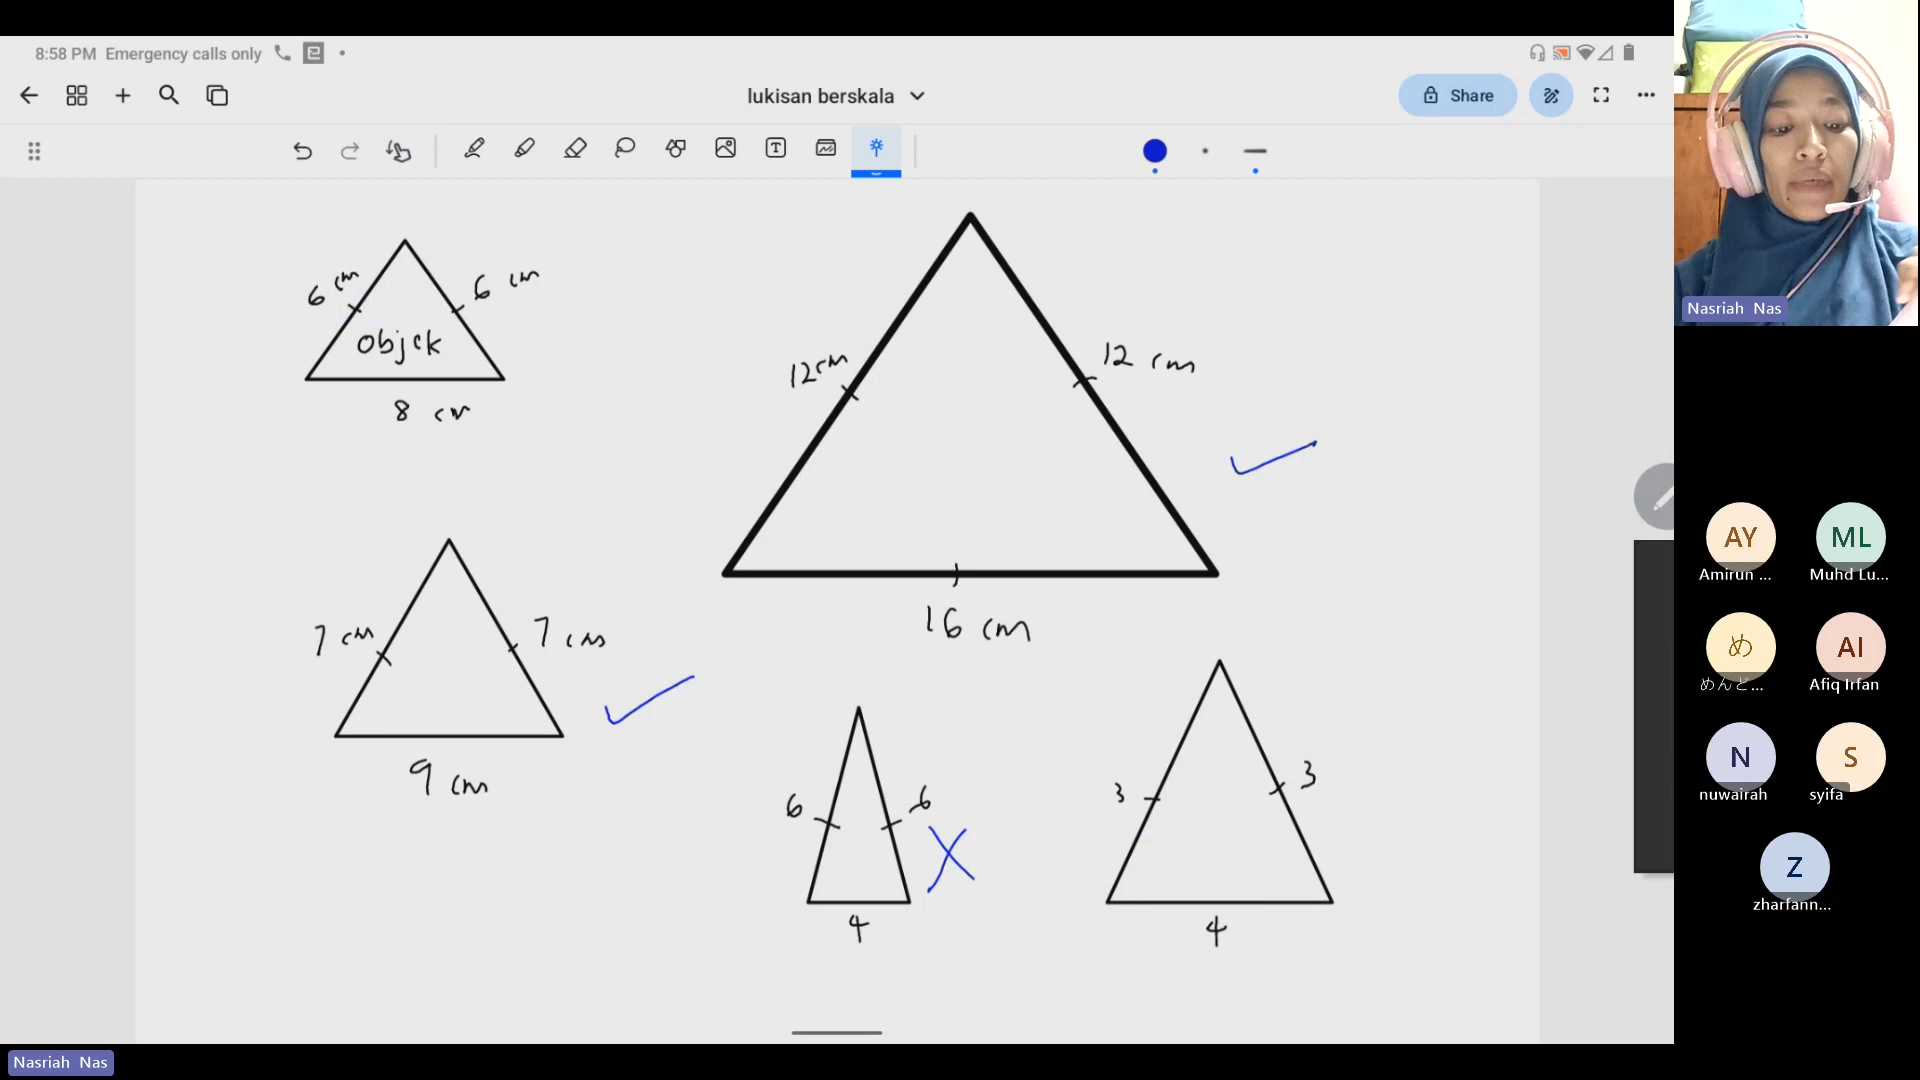 8:58 PM Emergency calls only
lukisan berskala
Share
6 cm
6 cm
objek
8 cm
12 cm
12 cm
16 cm
7 cm
7 cm
9 cm
6
6
4
3
3
4
Nasriah Nas
AY
Amirun ...
ML
Muhd Lu...
め
めんど...
AI
Afiq Irfan
N
nuwairah
S
syifa
Z
zharfann...
Nasriah Nas